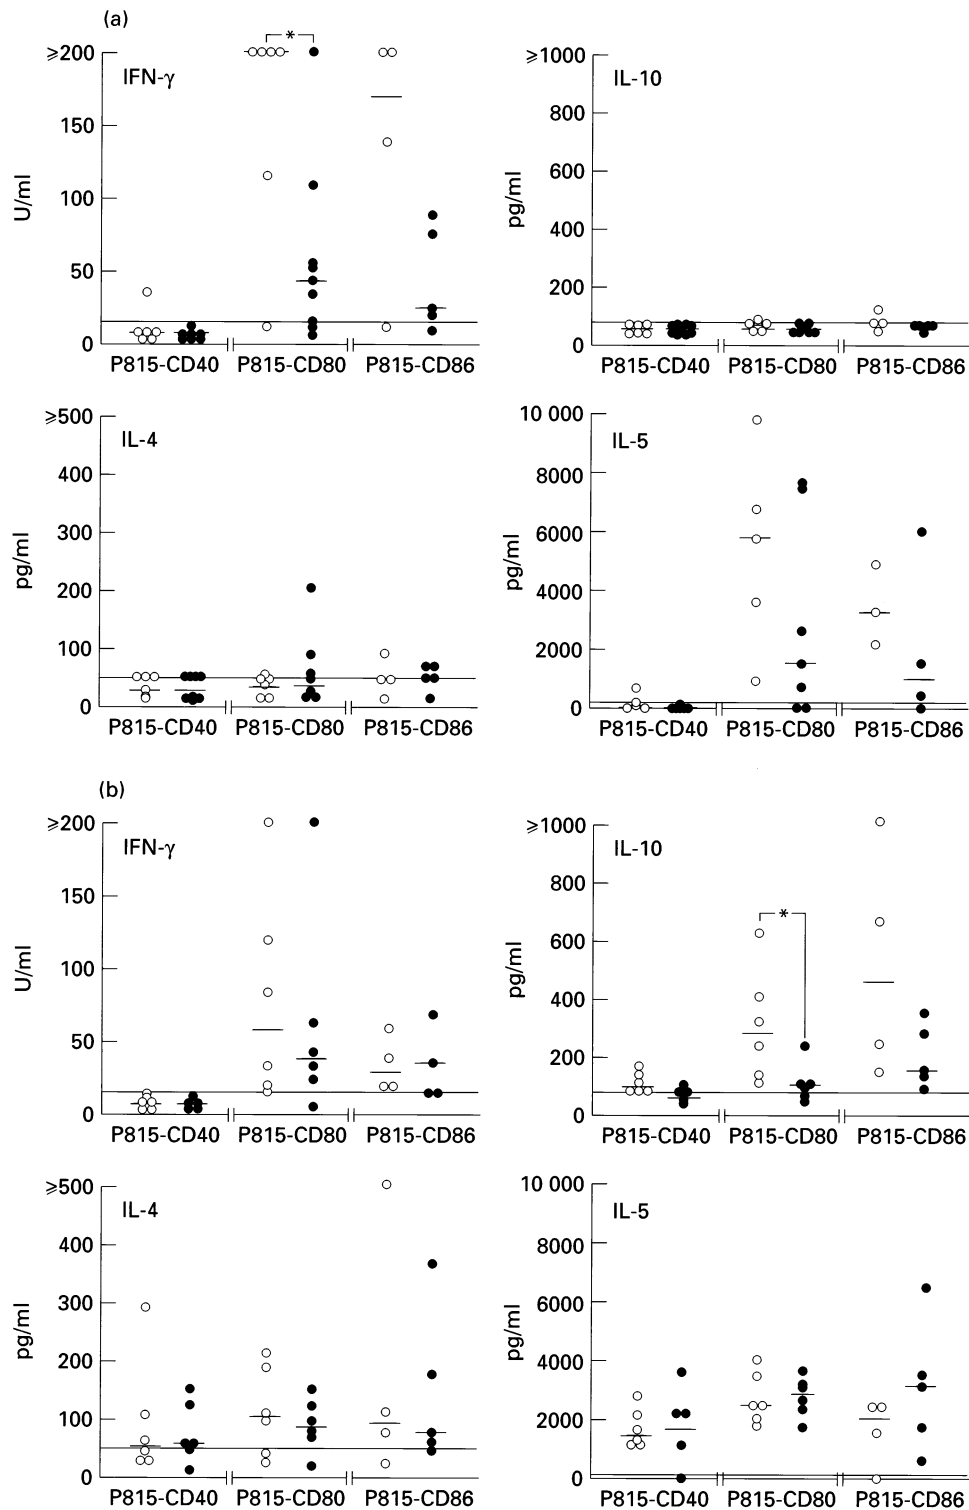 (a)
≥200
150
100
50
0
U/ml
IFN-γ
*
P815-CD40 P815-CD80 P815-CD86
≥1000
800
600
400
200
0
pg/ml
IL-10
P815-CD40 P815-CD80 P815-CD86
≥500
400
300
200
100
0
pg/ml
IL-4
P815-CD40 P815-CD80 P815-CD86
10 000
8000
6000
4000
2000
0
pg/ml
IL-5
P815-CD40 P815-CD80 P815-CD86
(b)
≥200
150
100
50
0
U/ml
IFN-γ
P815-CD40 P815-CD80 P815-CD86
≥1000
800
600
400
200
0
pg/ml
IL-10
*
P815-CD40 P815-CD80 P815-CD86
≥500
400
300
200
100
0
pg/ml
IL-4
P815-CD40 P815-CD80 P815-CD86
10 000
8000
6000
4000
2000
0
pg/ml
IL-5
P815-CD40 P815-CD80 P815-CD86